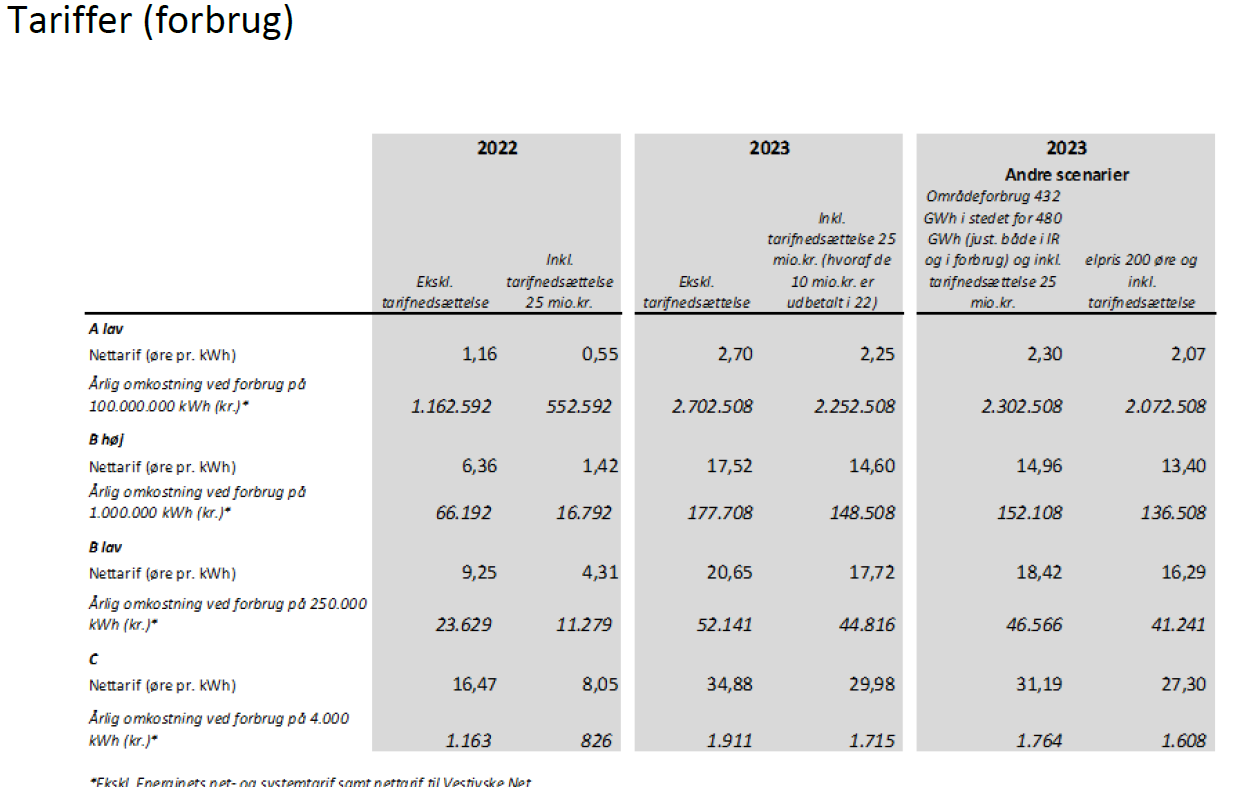 Tariffer (forbrug)
2022 2023 2023
Andre scenarier
Ekskl. tarifnedsættelse
Inkl. tarifnedsættelse 25 mio.kr.
Ekskl. tarifnedsættelse
Inkl. tarifnedsættelse 25 mio.kr. (hvoraf de 10 mio.kr. er udbetalt i 22)
Områdeforbrug 432 GWh i stedet for 480 GWh (just. både i IR og i forbrug) og inkl. tarifnedsættelse 25 mio.kr.
elpris 200 øre og inkl. tarifnedsættelse
A lav
Nettarif (øre pr. kWh) 1,16 0,55 2,70 2,25 2,30 2,07
Årlig omkostning ved forbrug på
100.000.000 kWh (kr.)* 1.162.592 552.592 2.702.508 2.252.508 2.302.508 2.072.508
B høj
Nettarif (øre pr. kWh) 6,36 1,42 17,52 14,60 14,96 13,40
Årlig omkostning ved forbrug på
1.000.000 kWh (kr.)* 66.192 16.792 177.708 148.508 152.108 136.508
B lav
Nettarif (øre pr. kWh) 9,25 4,31 20,65 17,72 18,42 16,29
Årlig omkostning ved forbrug på 250.000
kWh (kr.)* 23.629 11.279 52.141 44.816 46.566 41.241
C
Nettarif (øre pr. kWh) 16,47 8,05 34,88 29,98 31,19 27,30
Årlig omkostning ved forbrug på 4.000
kWh (kr.)* 1.163 826 1.911 1.715 1.764 1.608
*Ekskl. Energinets net- og systemtarif samt nettarif til Vestjyske Net